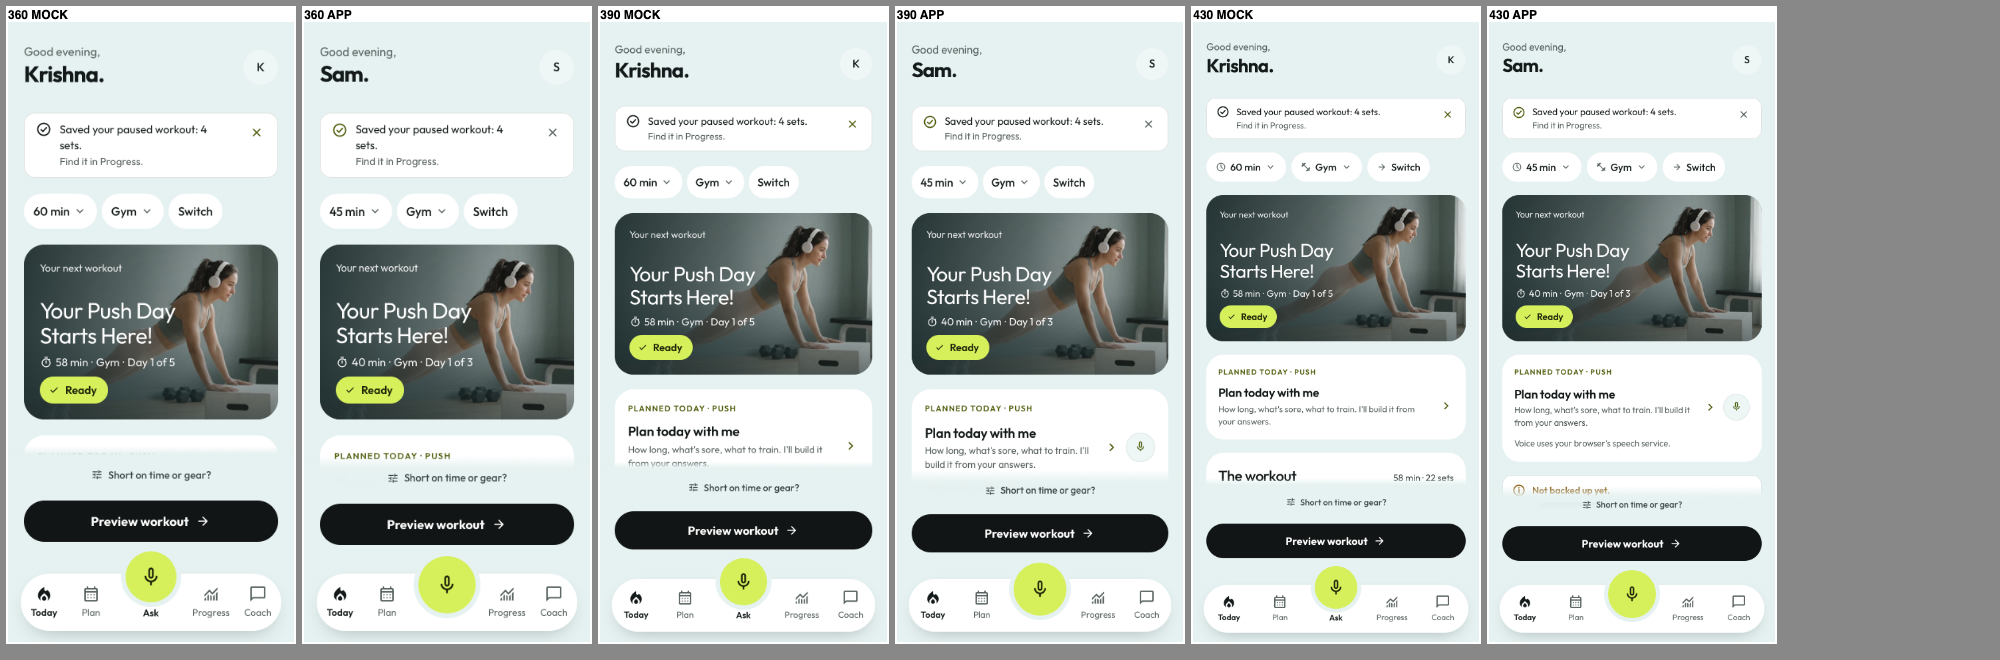 360 MOCK
Good evening,
Krishna.
K
Saved your paused workout: 4
sets.
Find it in Progress.
60 min
Gym
Switch
Your next workout
Your Push Day
Starts Here!
58 min · Gym · Day 1 of 5
Ready
Short on time or gear?
Preview workout
Today
Plan
Ask
Progress
Coach
360 APP
Good evening,
Sam.
S
Saved your paused workout: 4
sets.
Find it in Progress.
45 min
Gym
Switch
Your next workout
Your Push Day
Starts Here!
40 min · Gym · Day 1 of 3
Ready
PLANNED TODAY · PUSH
Short on time or gear?
Preview workout
Today
Plan
Progress
Coach
390 MOCK
Good evening,
Krishna.
K
Saved your paused workout: 4 sets.
Find it in Progress.
60 min
Gym
Switch
Your next workout
Your Push Day
Starts Here!
58 min · Gym · Day 1 of 5
Ready
PLANNED TODAY · PUSH
Plan today with me
How long, what's sore, what to train. I'll build it
from your answers.
Short on time or gear?
Preview workout
Today
Plan
Ask
Progress
Coach
390 APP
Good evening,
Sam.
S
Saved your paused workout: 4 sets.
Find it in Progress.
45 min
Gym
Switch
Your next workout
Your Push Day
Starts Here!
40 min · Gym · Day 1 of 3
Ready
PLANNED TODAY · PUSH
Plan today with me
How long, what's sore, what to train. I'll
build it from your answers.
Short on time or gear?
Preview workout
Today
Plan
Progress
Coach
430 MOCK
Good evening,
Krishna.
K
Saved your paused workout: 4 sets.
Find it in Progress.
60 min
Gym
Switch
Your next workout
Your Push Day
Starts Here!
58 min · Gym · Day 1 of 5
Ready
PLANNED TODAY · PUSH
Plan today with me
How long, what's sore, what to train. I'll build it from
your answers.
The workout
58 min · 22 sets
Short on time or gear?
Preview workout
Today
Plan
Ask
Progress
Coach
430 APP
Good evening,
Sam.
S
Saved your paused workout: 4 sets.
Find it in Progress.
45 min
Gym
Switch
Your next workout
Your Push Day
Starts Here!
40 min · Gym · Day 1 of 3
Ready
PLANNED TODAY · PUSH
Plan today with me
How long, what's sore, what to train. I'll build it
from your answers.
Voice uses your browser's speech service.
Not backed up yet.
Short on time or gear?
Preview workout
Today
Plan
Progress
Coach